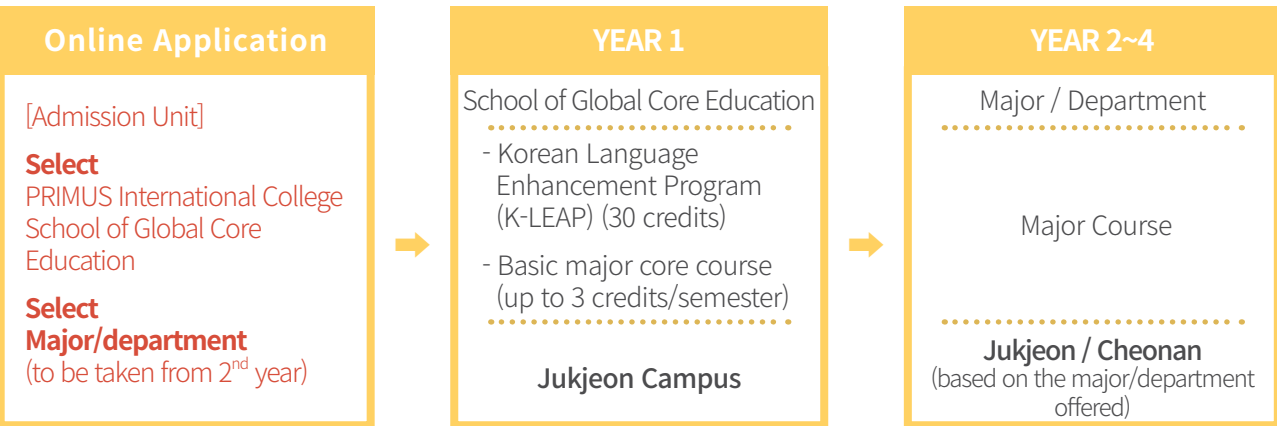 Online Application
[Admission Unit]
Select
PRIMUS International College
School of Global Core
Education
Select
Major/department
(to be taken from 2nd year)
YEAR 1
School of Global Core Education
- Korean Language
Enhancement Program
(K-LEAP) (30 credits)
- Basic major core course
(up to 3 credits/semester)
Jukjeon Campus
YEAR 2~4
Major / Department
Major Course
Jukjeon / Cheonan
(based on the major/department
offered)